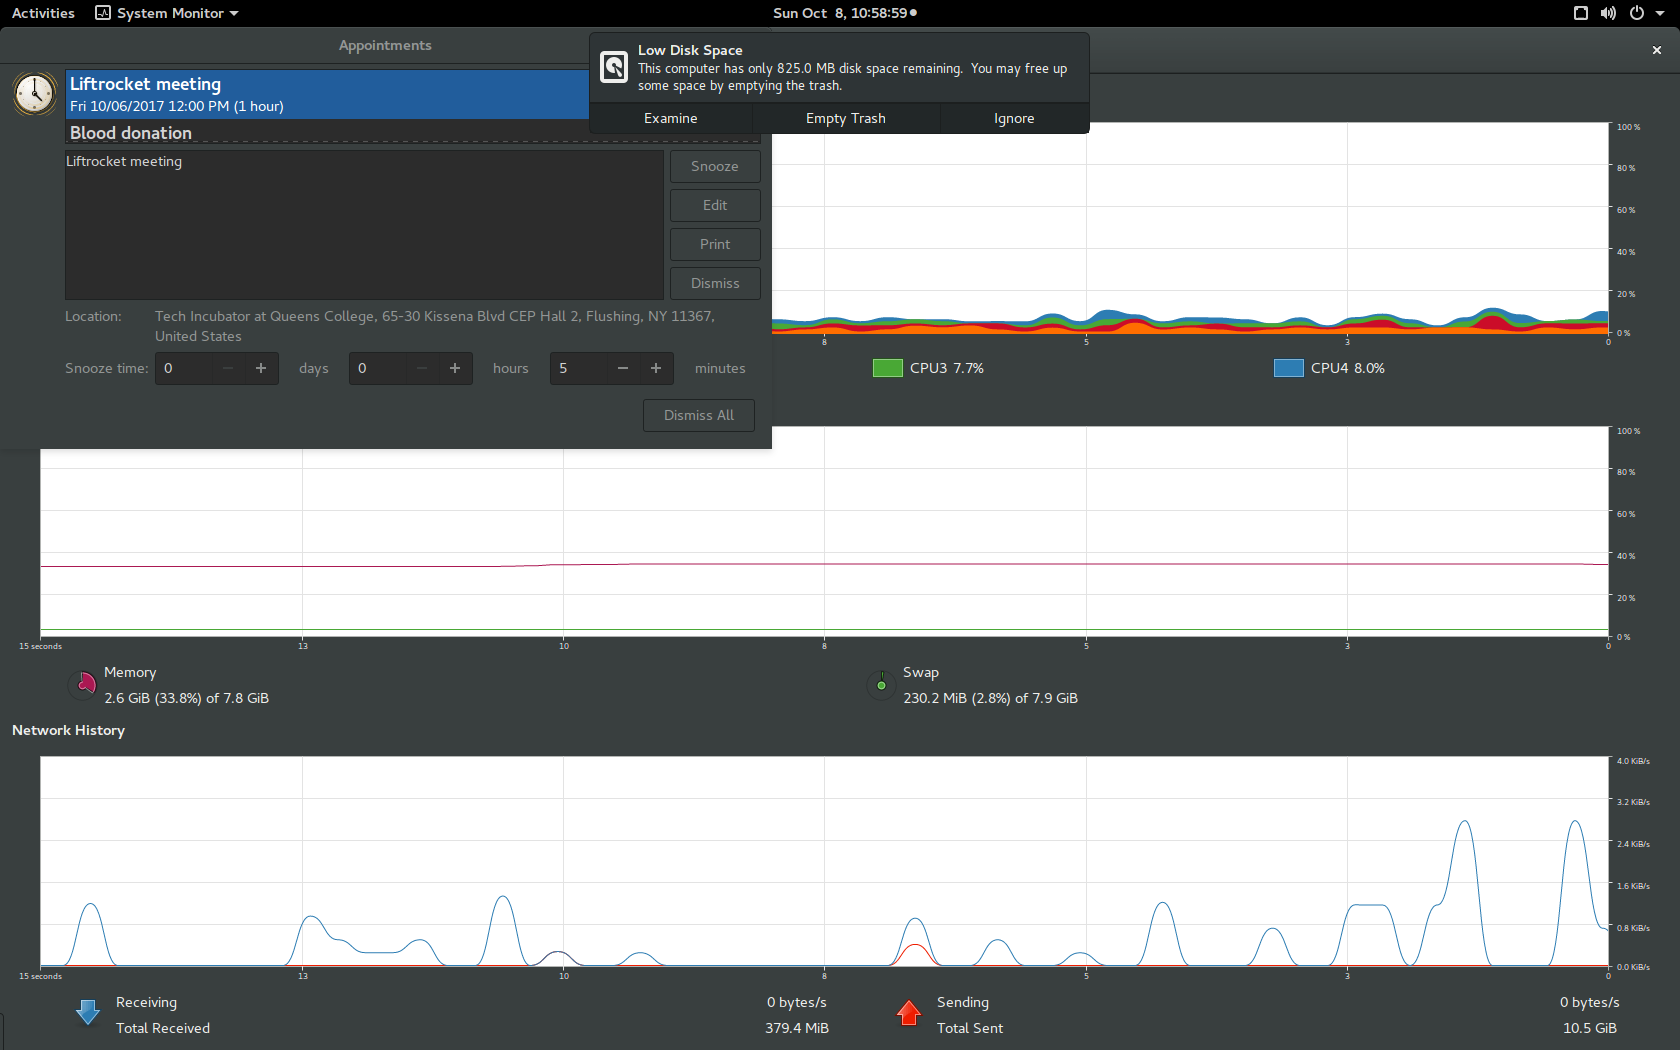 Activities
System Monitor
Sun Oct  8, 10:58:59
Appointments
Low Disk Space
This computer has only 825.0 MB disk space remaining.  You may free up
some space by emptying the trash.
Examine
Empty Trash
Ignore
Liftrocket meeting
Fri 10/06/2017 12:00 PM (1 hour)
Blood donation
Liftrocket meeting
Snooze
Edit
Print
Dismiss
Location:
Tech Incubator at Queens College, 65-30 Kissena Blvd CEP Hall 2, Flushing, NY 11367,
United States
Snooze time:
0
days
0
hours
5
minutes
Dismiss All
100 %
80 %
60 %
40 %
20 %
0 %
8
5
3
0
CPU3 7.7%
CPU4 8.0%
100 %
80 %
60 %
40 %
20 %
0 %
15 seconds
13
10
8
5
3
0
Memory
2.6 GiB (33.8%) of 7.8 GiB
Swap
230.2 MiB (2.8%) of 7.9 GiB
Network History
4.0 KiB/s
3.2 KiB/s
2.4 KiB/s
1.6 KiB/s
0.8 KiB/s
0.0 KiB/s
15 seconds
13
10
8
5
3
0
Receiving
0 bytes/s
Total Received
379.4 MiB
Sending
0 bytes/s
Total Sent
10.5 GiB